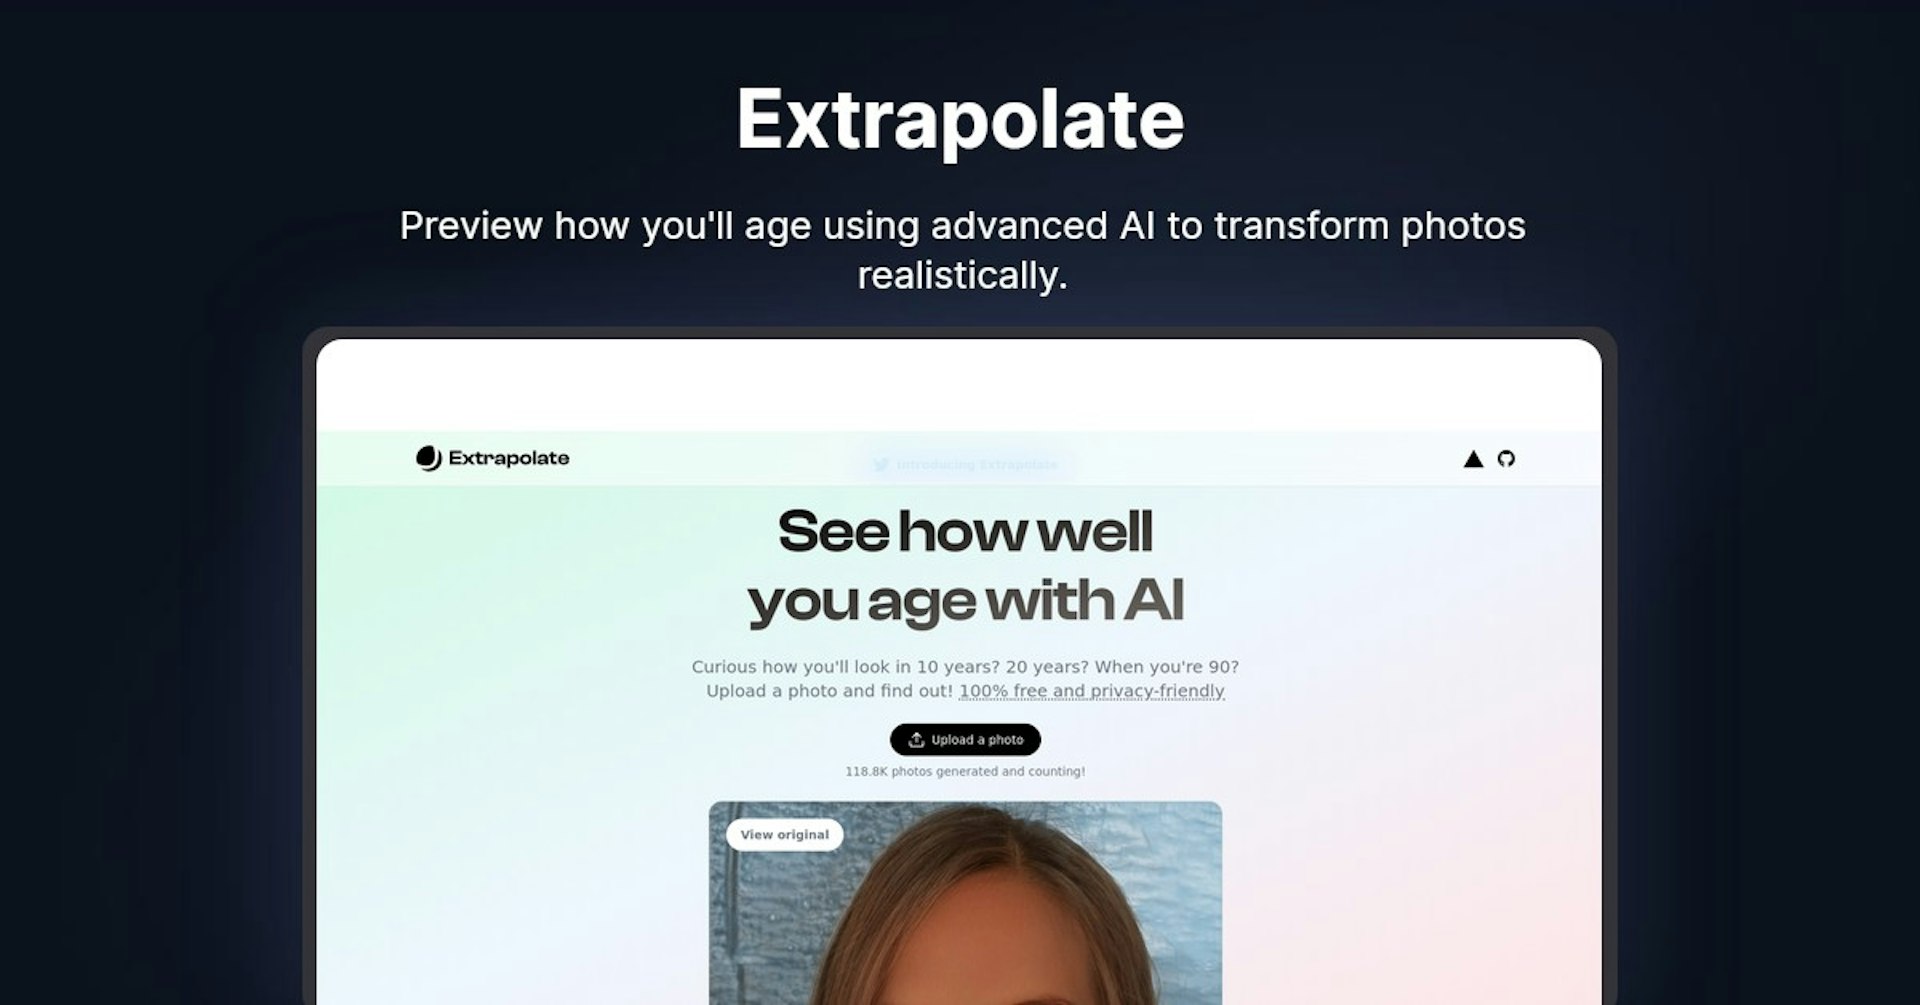 Extrapolate
Preview how you'll age using advanced AI to transform photos
realistically.
Extrapolate
Introducing Extrapolate
See how well
you age with AI
Curious how you'll look in 10 years? 20 years? When you're 90?
Upload a photo and find out! 100% free and privacy-friendly
Upload a photo
118.8K photos generated and counting!
View original